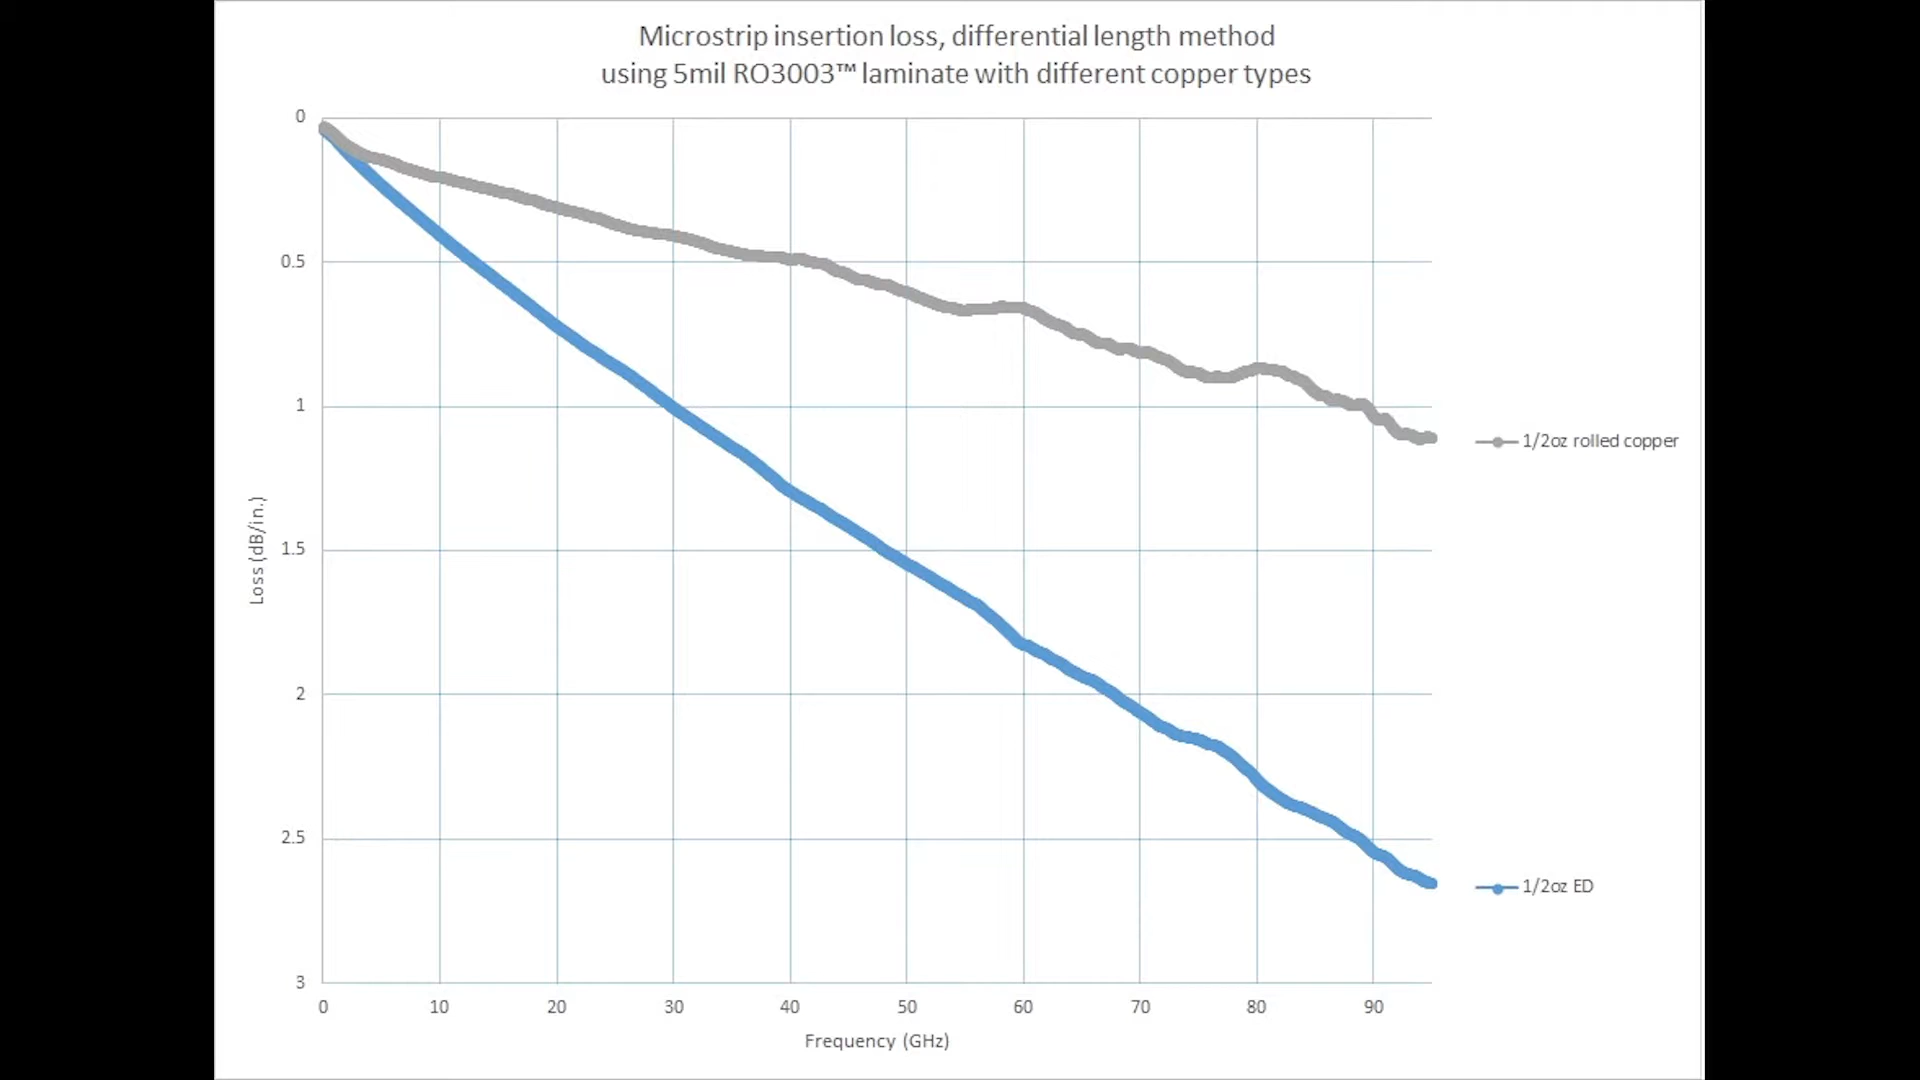 Microstrip insertion loss, differential length method
using 5mil RO3003™ laminate with different copper types
0
0.5
1
1.5
2
2.5
3
Loss (dB/in.)
0 10 20 30 40 50 60 70 80 90
Frequency (GHz)
1/2oz rolled copper
1/2oz ED